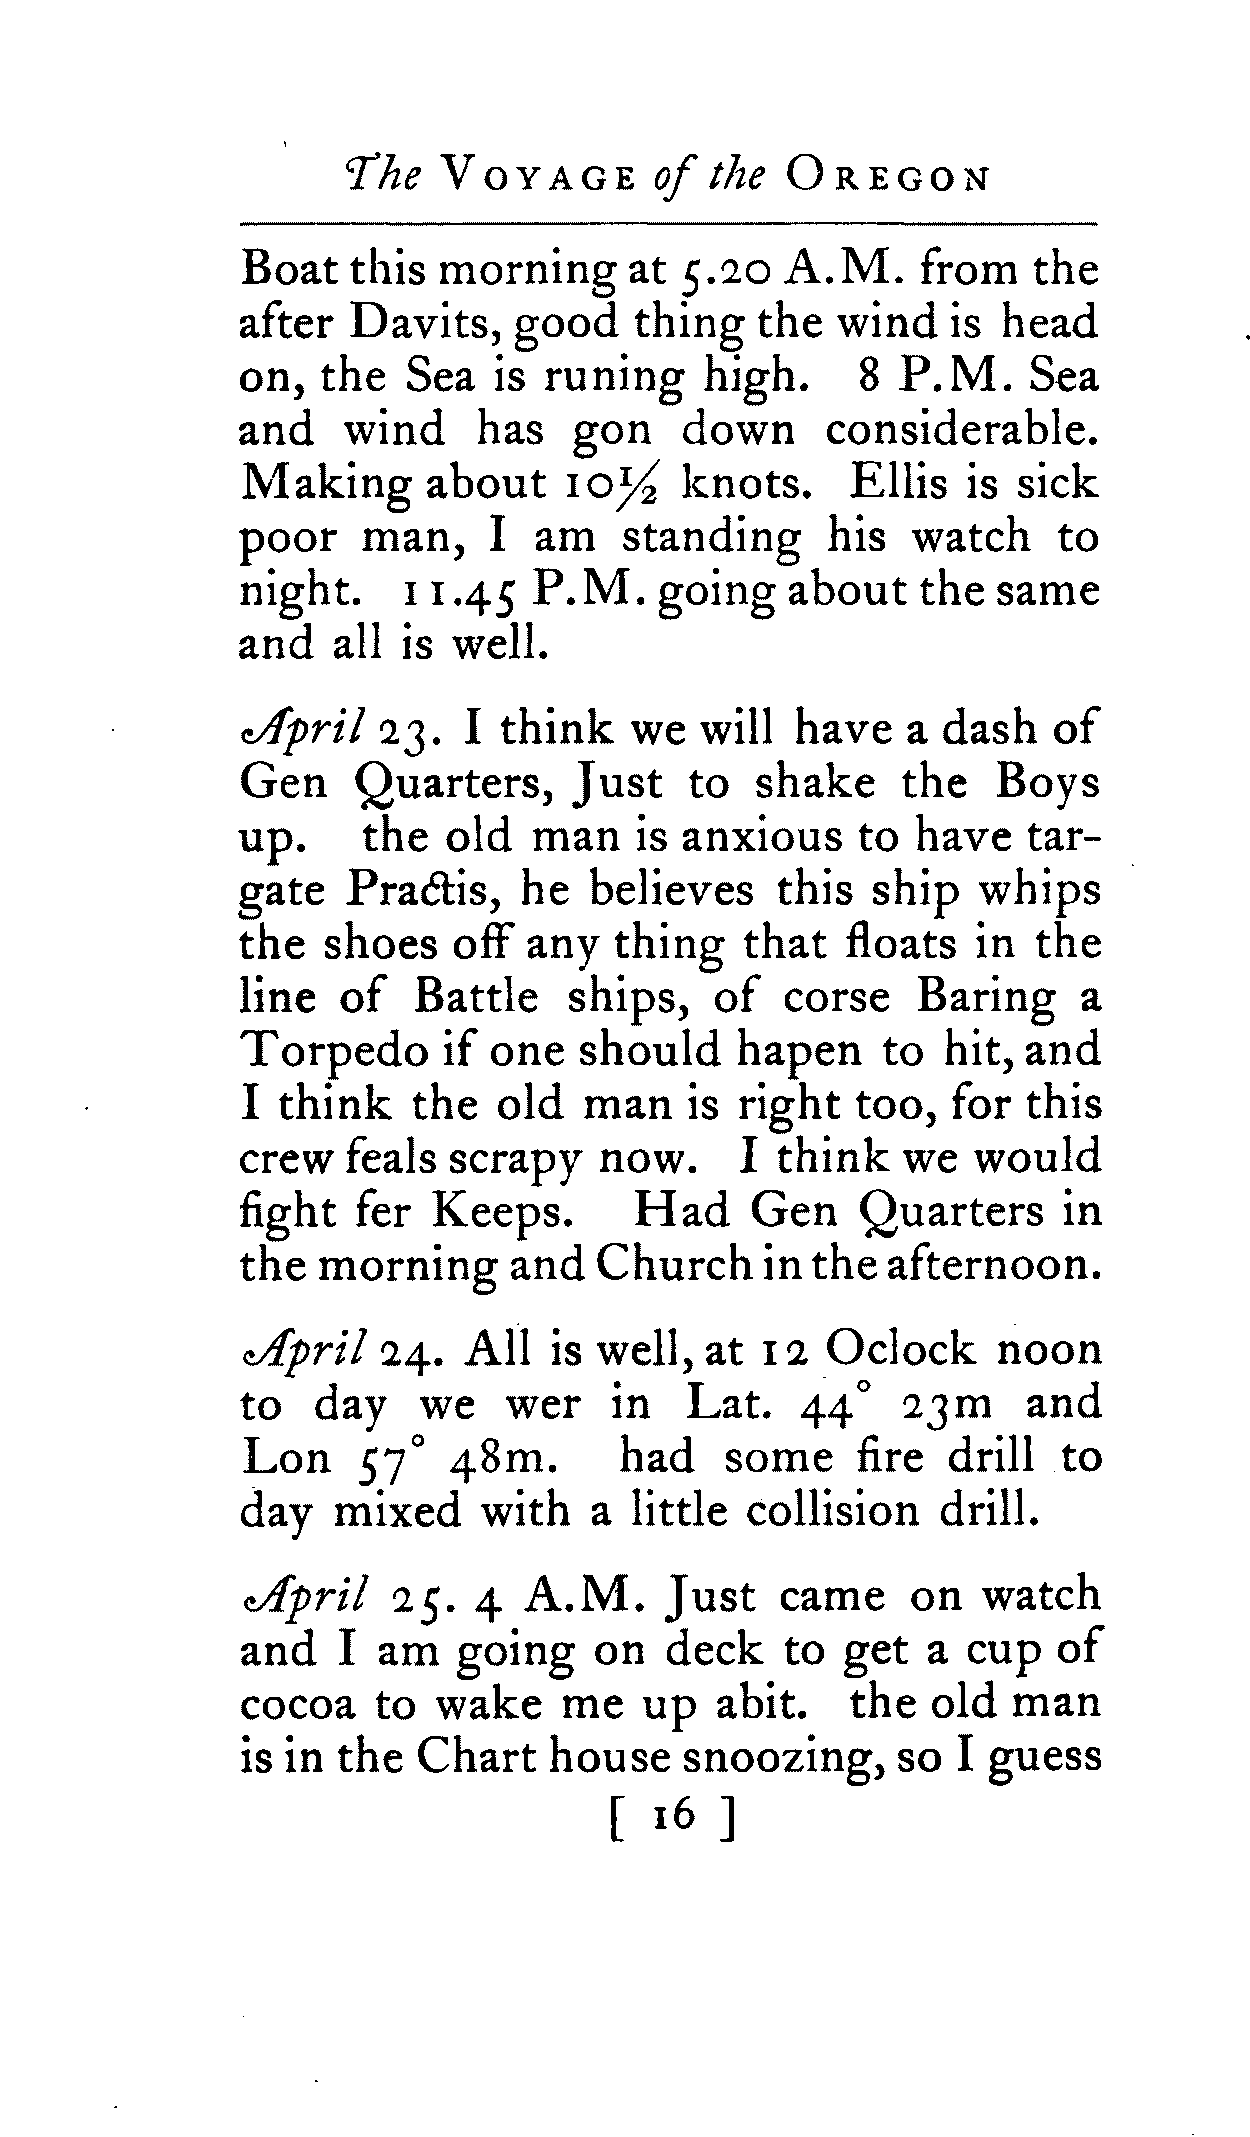 The VOYAGE of the OREGON
Boat this morning at 5.20 A.M. from the
after Davits, good thing the wind is head
on, the Sea is runing high. 8 P.M. Sea
and wind has gon down considerable.
Making about 10½ knots. Ellis is sick
poor man, I am standing his watch to
night. 11.45 P.M. going about the same
and all is well.
April 23. I think we will have a dash of
Gen Quarters, Just to shake the Boys
up. the old man is anxious to have tar-
gate Practis, he believes this ship whips
the shoes off any thing that floats in the
line of Battle ships, of corse Baring a
Torpedo if one should hapen to hit, and
I think the old man is right too, for this
crew feals scrapy now. I think we would
fight fer Keeps. Had Gen Quarters in
the morning and Church in the afternoon.
April 24. All is well, at 12 Oclock noon
to day we wer in Lat. 44° 23m and
Lon 57° 48m. had some fire drill to
day mixed with a little collision drill.
April 25. 4 A.M. Just came on watch
and I am going on deck to get a cup of
cocoa to wake me up abit. the old man
is in the Chart house snoozing, so I guess
[ 16 ]